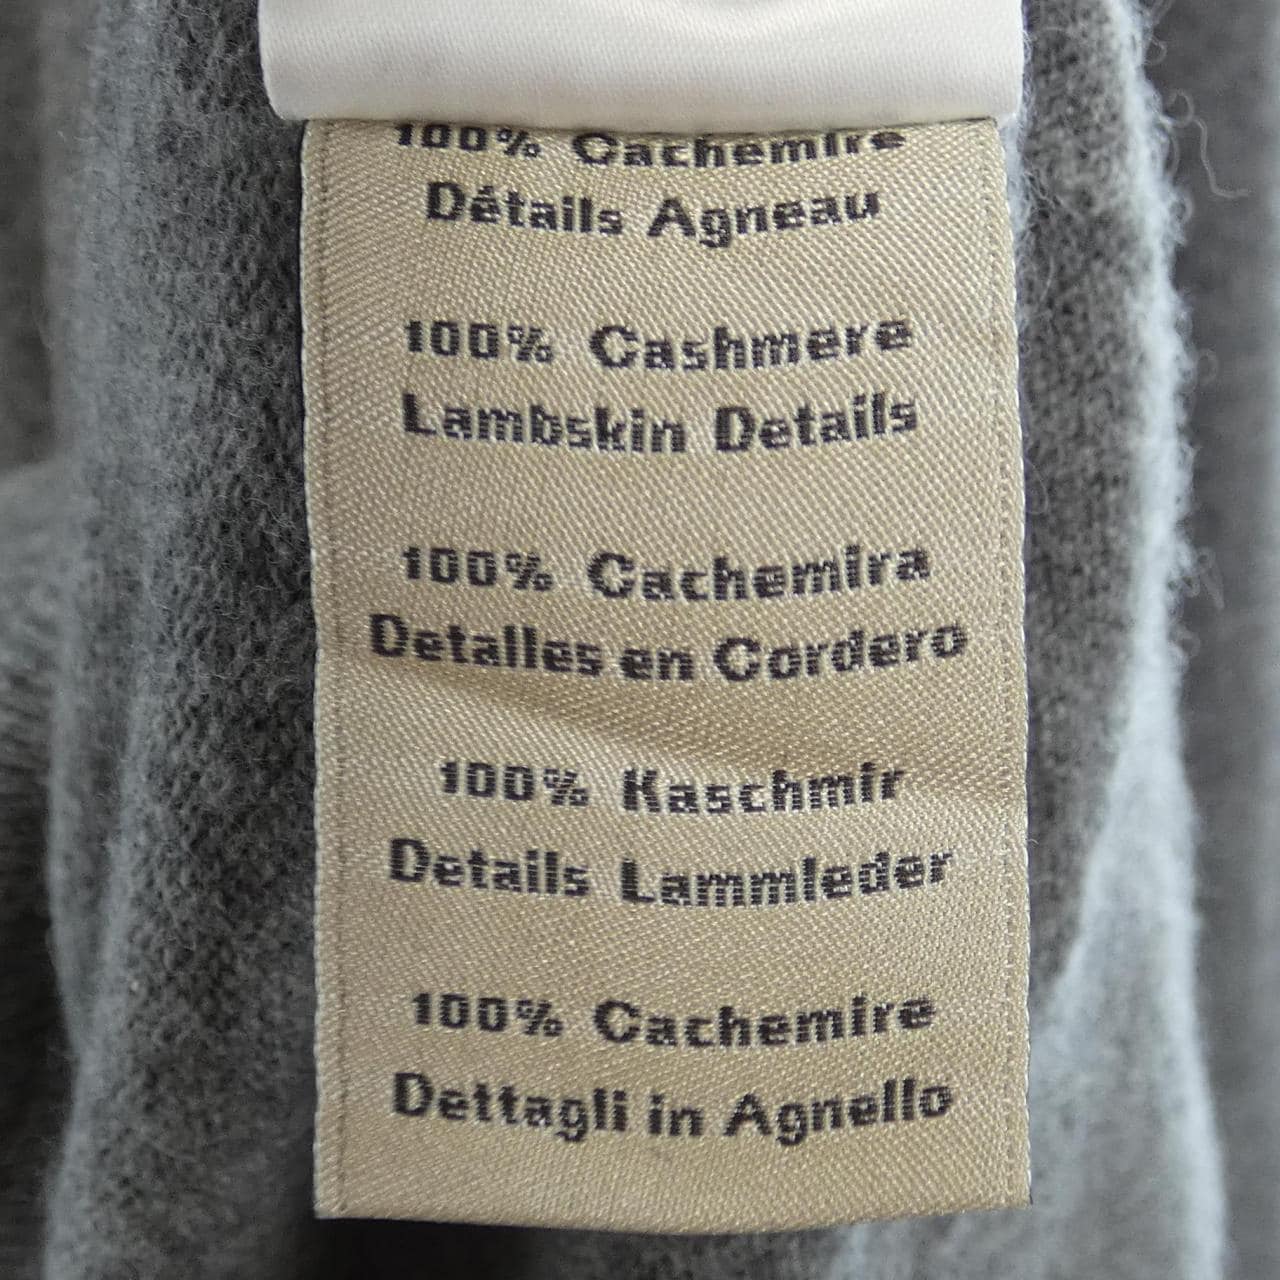 100% Cachemire
Détails Agneau
100% Cashmere
Lambskin Details
100% Cachemira
Detalles en Cordero
100% Kaschmir
Details Lammleder
100% Cachemire
Dettagli in Agnello